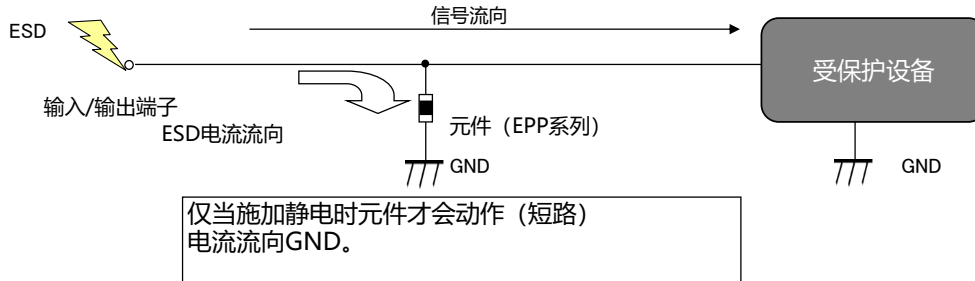 信号流向
ESD
受保护设备
输入/输出端子
ESD电流流向
元件（EPP系列）
GND
GND
仅当施加静电时元件才会动作（短路）
电流流向GND。